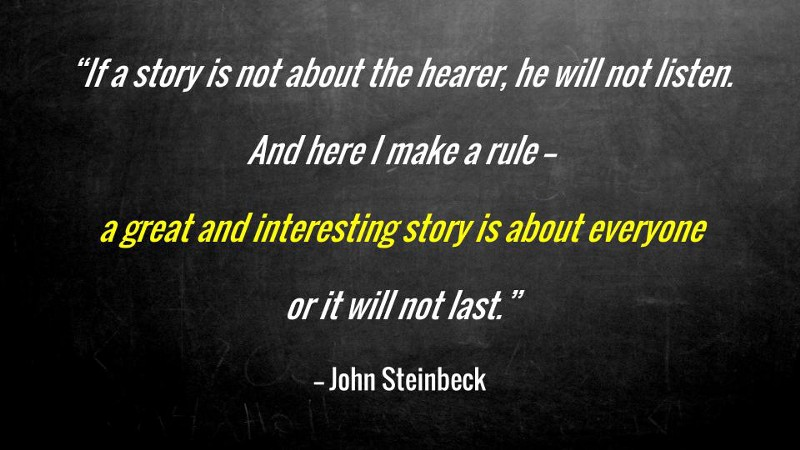 “If a story is not about the hearer, he will not listen.
And here I make a rule –
a great and interesting story is about everyone
or it will not last.”
– John Steinbeck